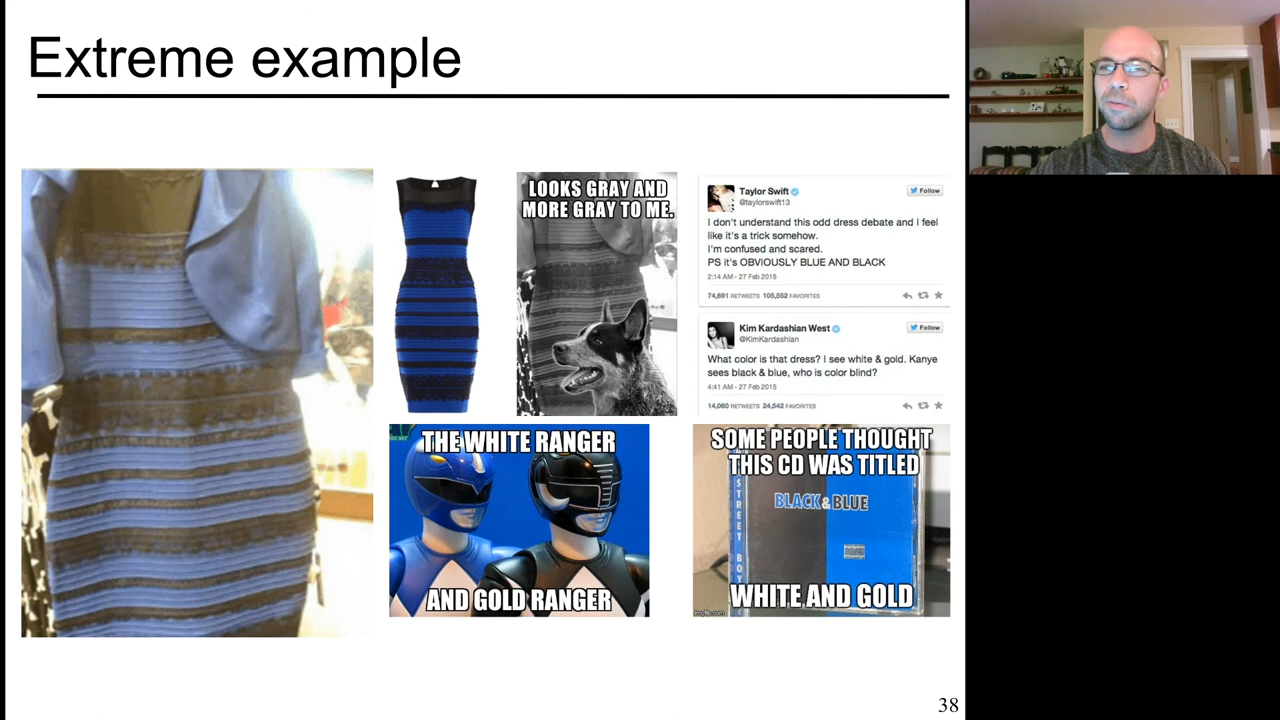 Extreme example
LOOKS GRAY AND
MORE GRAY TO ME.
Taylor Swift
Follow
@taylorswift13
I don't understand this odd dress debate and I feel
like it's a trick somehow.
I'm confused and scared.
PS it's OBVIOUSLY BLUE AND BLACK
2:14 AM - 27 Feb 2015
74,691 RETWEETS 105,552 FAVORITES
Kim Kardashian West
Follow
@KimKardashian
What color is that dress? I see white & gold. Kanye
sees black & blue, who is color blind?
4:41 AM - 27 Feb 2015
14,060 RETWEETS 24,542 FAVORITES
THE WHITE RANGER
AND GOLD RANGER
SOME PEOPLE THOUGHT
THIS CD WAS TITLED
BLACK & BLUE
WHITE AND GOLD
imgflip.com
38